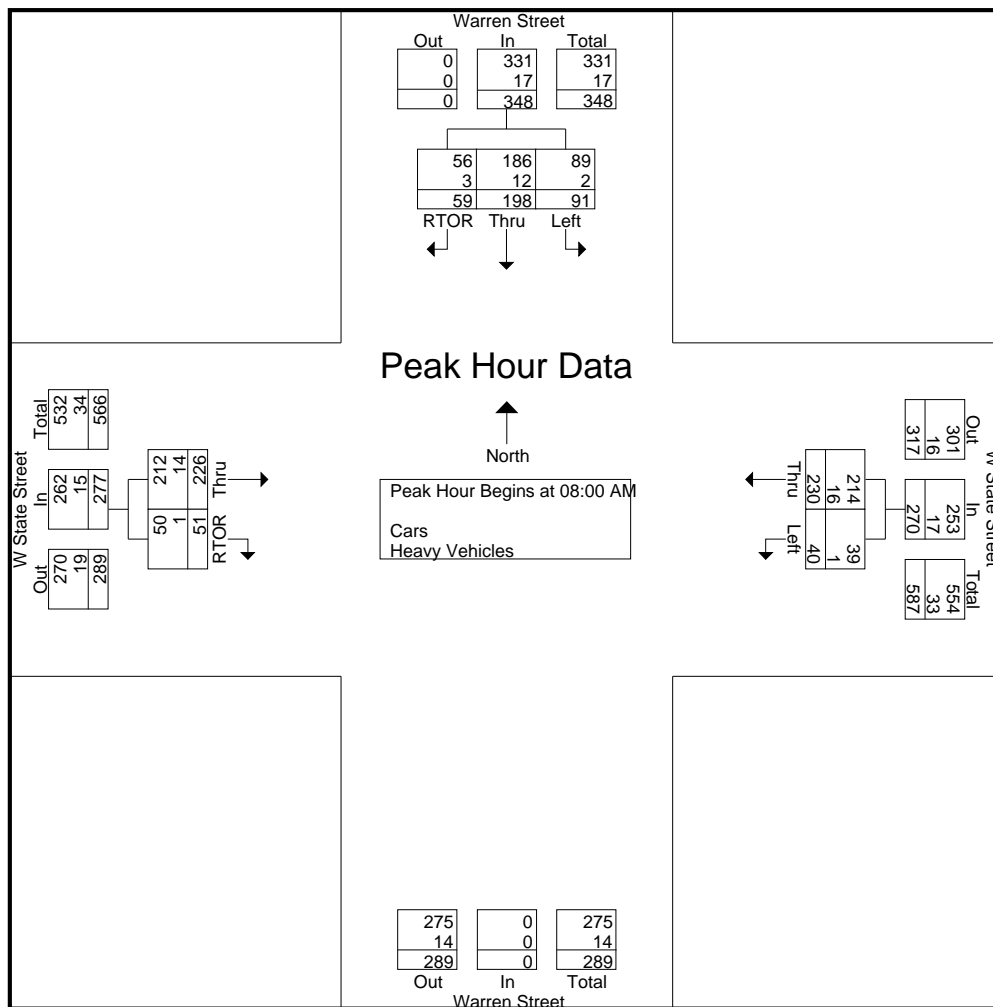 Warren Street
Out In Total
0 331 331
0 17 17
0 348 348
56 186 89
3 12 2
59 198 91
RTOR Thru Left
Peak Hour Data
North
Peak Hour Begins at 08:00 AM
Cars
Heavy Vehicles
W State Street
Out In Total
270 262 532
19 15 34
289 277 566
RTOR Thru
50 212
1 14
51 226
W State Street
Out In Total
301 253 554
16 17 33
317 270 587
214 39
16 1
230 40
Thru Left
275 0 275
14 0 14
289 0 289
Out In Total
Warren Street